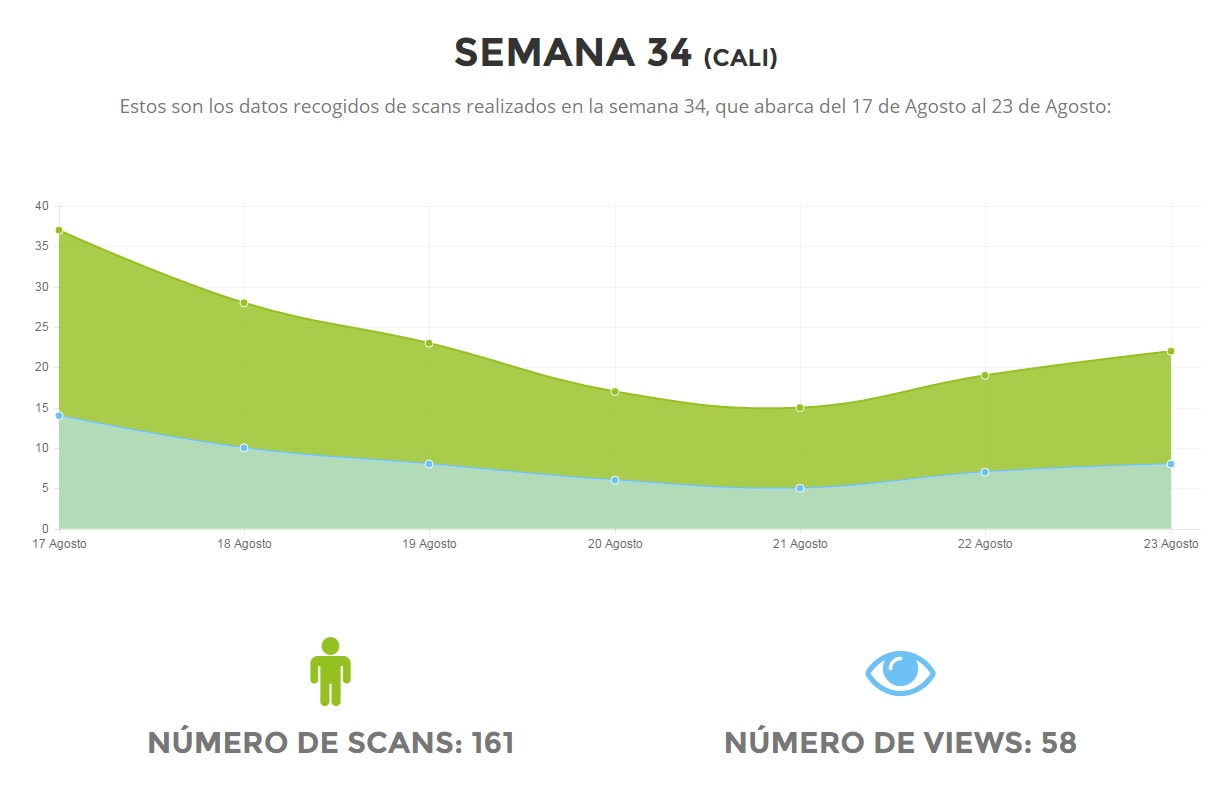 SEMANA 34 (CALI)
Estos son los datos recogidos de scans realizados en la semana 34, que abarca del 17 de Agosto al 23 de Agosto:
40
35
30
25
20
15
10
5
0
17 Agosto 18 Agosto 19 Agosto 20 Agosto 21 Agosto 22 Agosto 23 Agosto
NÚMERO DE SCANS: 161
NÚMERO DE VIEWS: 58